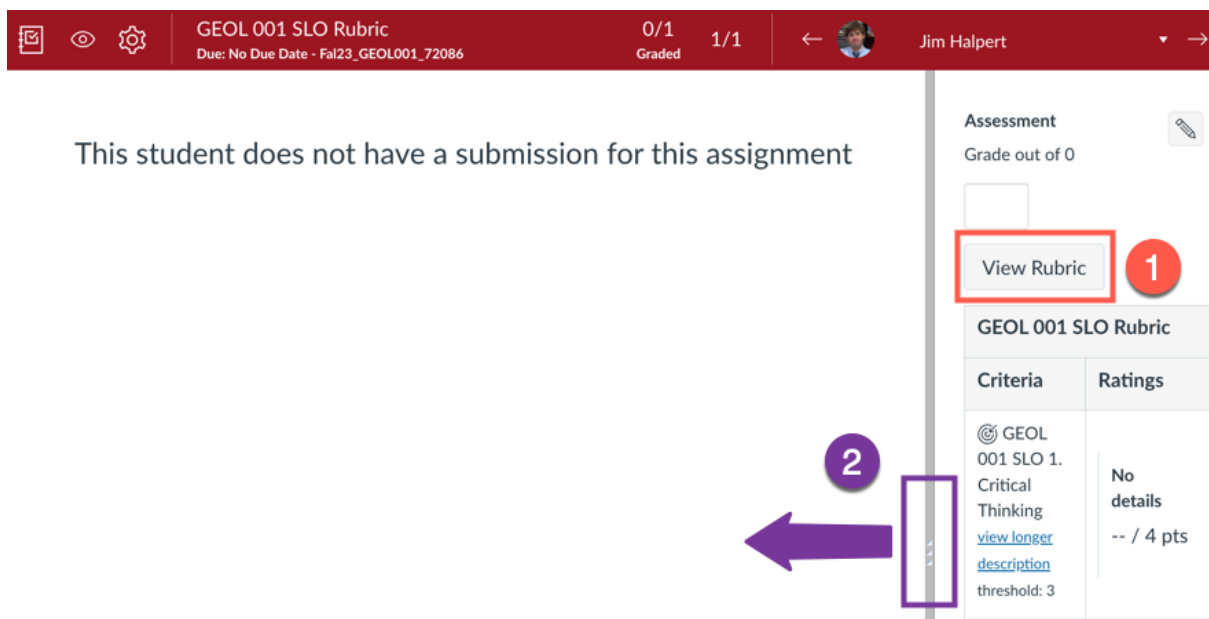 GEOL 001 SLO Rubric
Due: No Due Date - Fal23_GEOL001_72086
0/1
Graded
1/1
Jim Halpert
This student does not have a submission for this assignment
Assessment
Grade out of 0
View Rubric
1
GEOL 001 SLO Rubric
Criteria
Ratings
GEOL
001 SLO 1.
Critical
Thinking
view longer
description
threshold: 3
No
details
-- / 4 pts
2